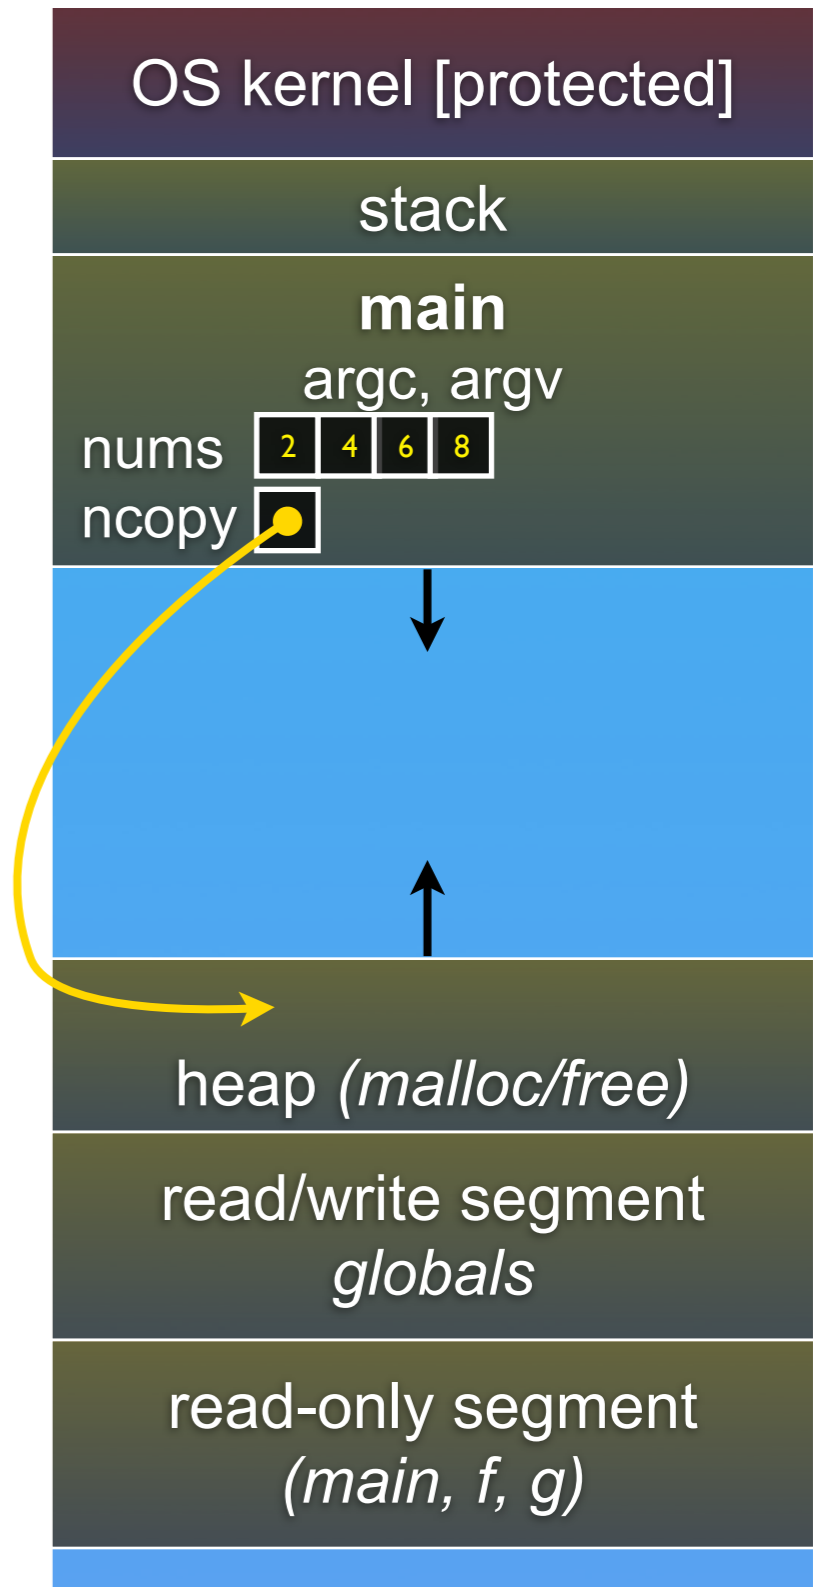 OS kernel [protected]
stack
main
argc, argv
nums 2 4 6 8
ncopy
heap (malloc/free)
read/write segment
globals
read-only segment
(main, f, g)